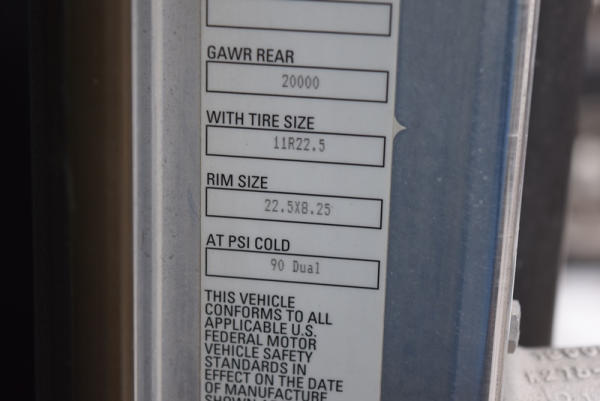 GAWR REAR
20000
WITH TIRE SIZE
11R22.5
RIM SIZE
22.5X8.25
AT PSI COLD
90 Dual
THIS VEHICLE
CONFORMS TO ALL
APPLICABLE U.S.
FEDERAL MOTOR
VEHICLE SAFETY
STANDARDS IN
EFFECT ON THE DATE
OF MANUFACTURE